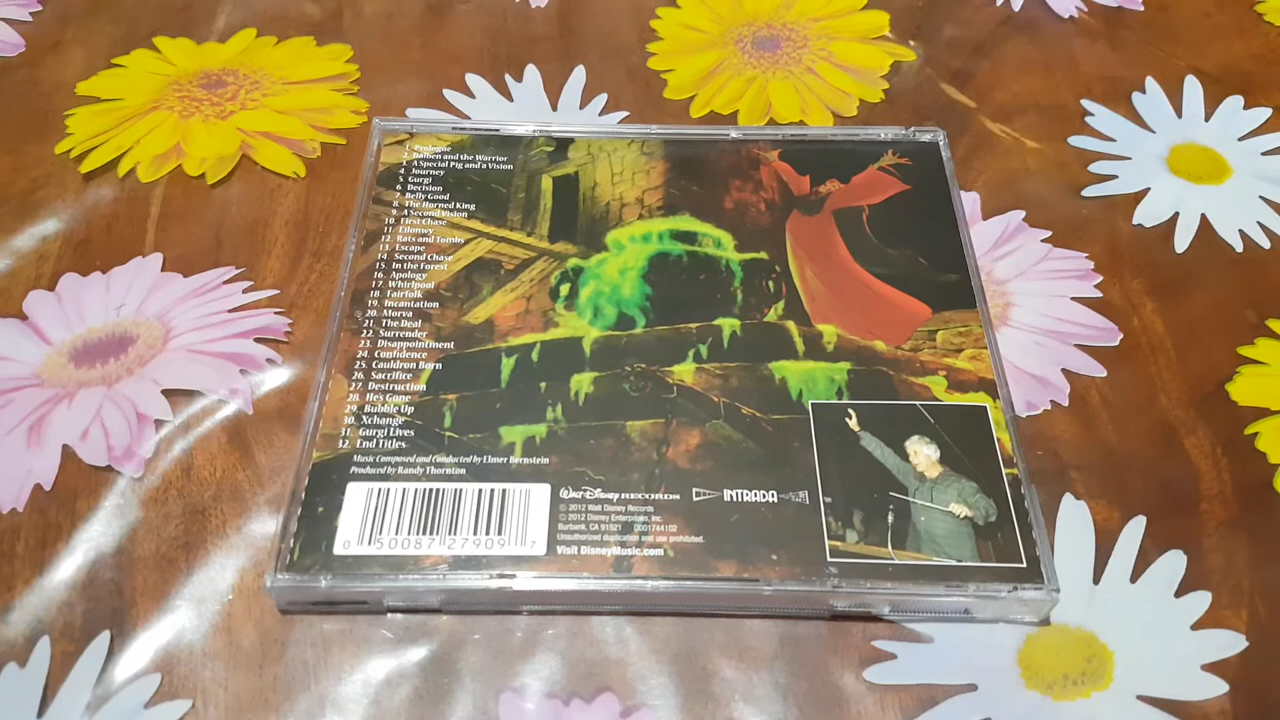 1. Prologue
2. Dalben and the Warrior
3. A Special Pig and a Vision
4. Journey
5. Gurgi
6. Decision
7. Belly Good
8. The Horned King
9. A Second Vision
10. First Chase
11. Eilonwy
12. Rats and Tombs
13. Escape
14. Second Chase
15. In the Forest
16. Apology
17. Whirlpool
18. Fairfolk
19. Incantation
20. Morva
21. The Deal
22. Surrender
23. Disappointment
24. Confidence
25. Cauldron Born
26. Sacrifice
27. Destruction
28. He's Gone
29. Bubble Up
30. Xchange
31. Gurgi Lives
32. End Titles
Music Composed and Conducted by Elmer Bernstein
Produced by Randy Thornton
0 50087 27909 7
Walt Disney RECORDS
INTRADA
℗ 2012 Walt Disney Records
© 2012 Disney Enterprises, Inc.
Burbank, CA 91521 D001744102
Unauthorized duplication and use prohibited.
Visit DisneyMusic.com